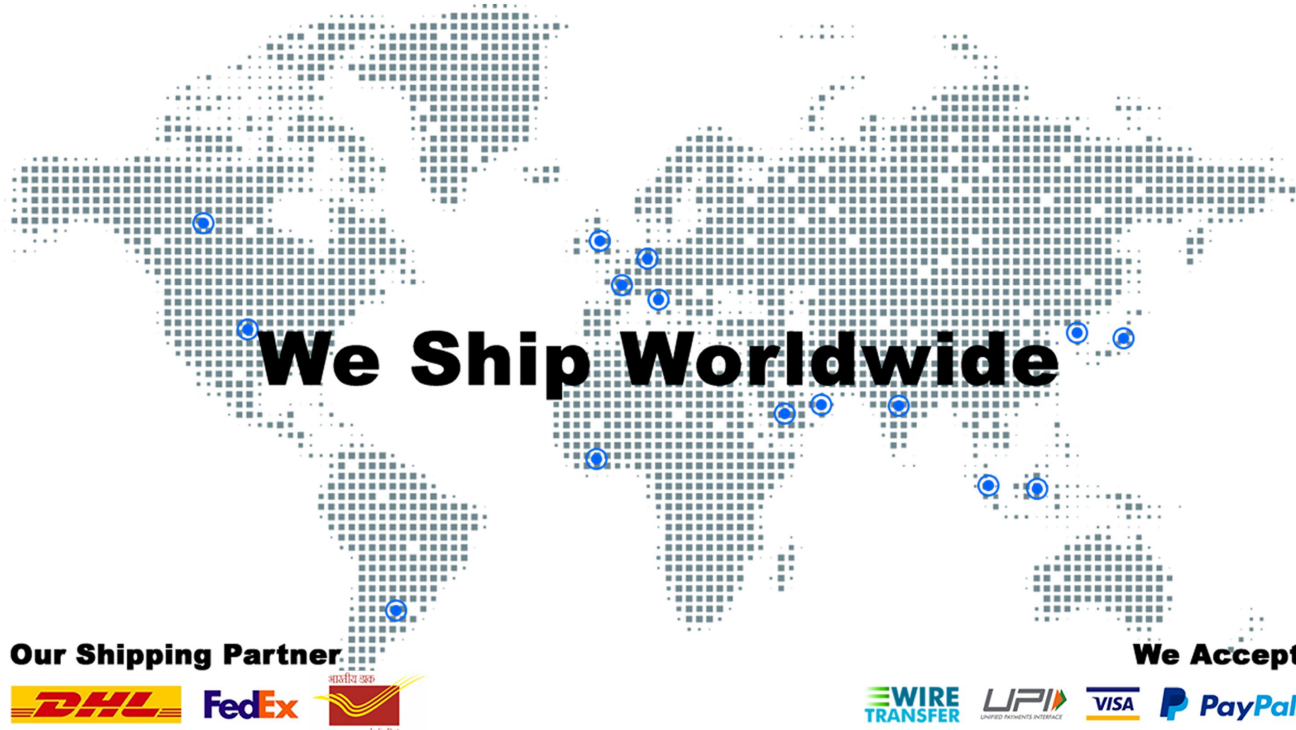 We Ship Worldwide
Our Shipping Partner
DHL
FedEx
भारतीय डाक
We Accept
WIRE
TRANSFER
UPI
UNIFIED PAYMENTS INTERFACE
VISA
PayPal